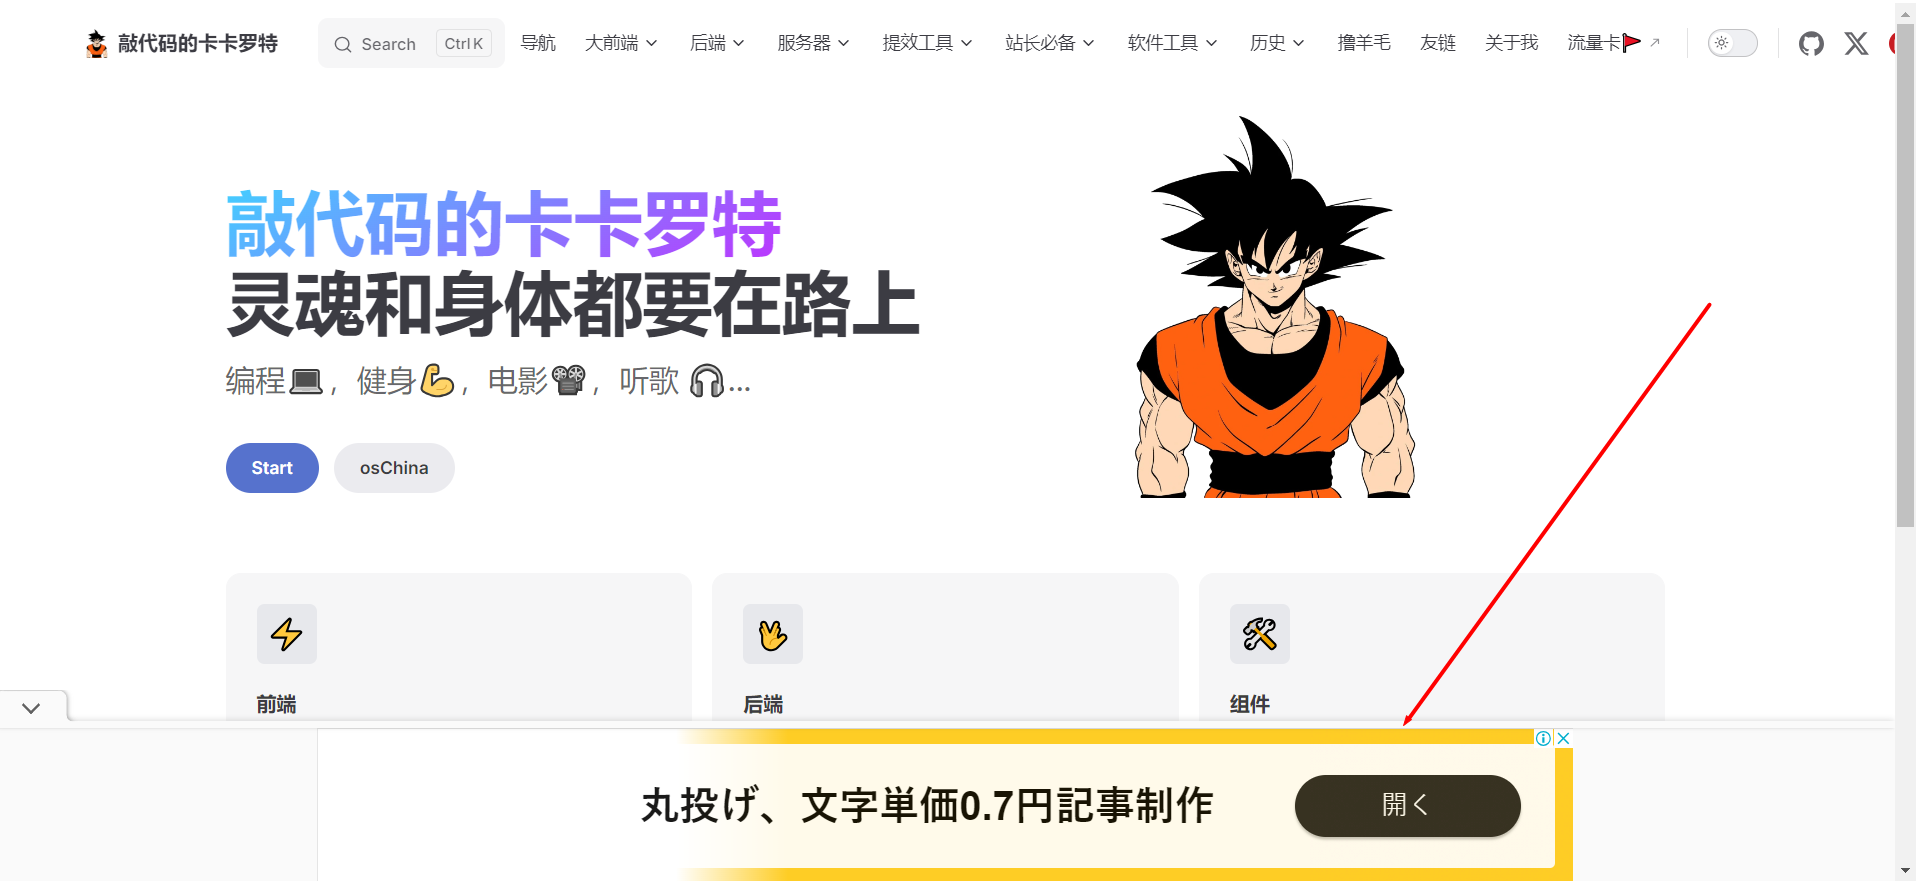 敲代码的卡卡罗特 Search Ctrl K 导航 大前端 后端 服务器 提效工具 站长必备 软件工具 历史 撸羊毛 友链 关于我 流量卡🚩
敲代码的卡卡罗特
灵魂和身体都要在路上
编程💻，健身💪，电影📽，听歌 🎧...
Start osChina
前端 后端 组件
丸投げ、文字単価0.7円記事制作 開く